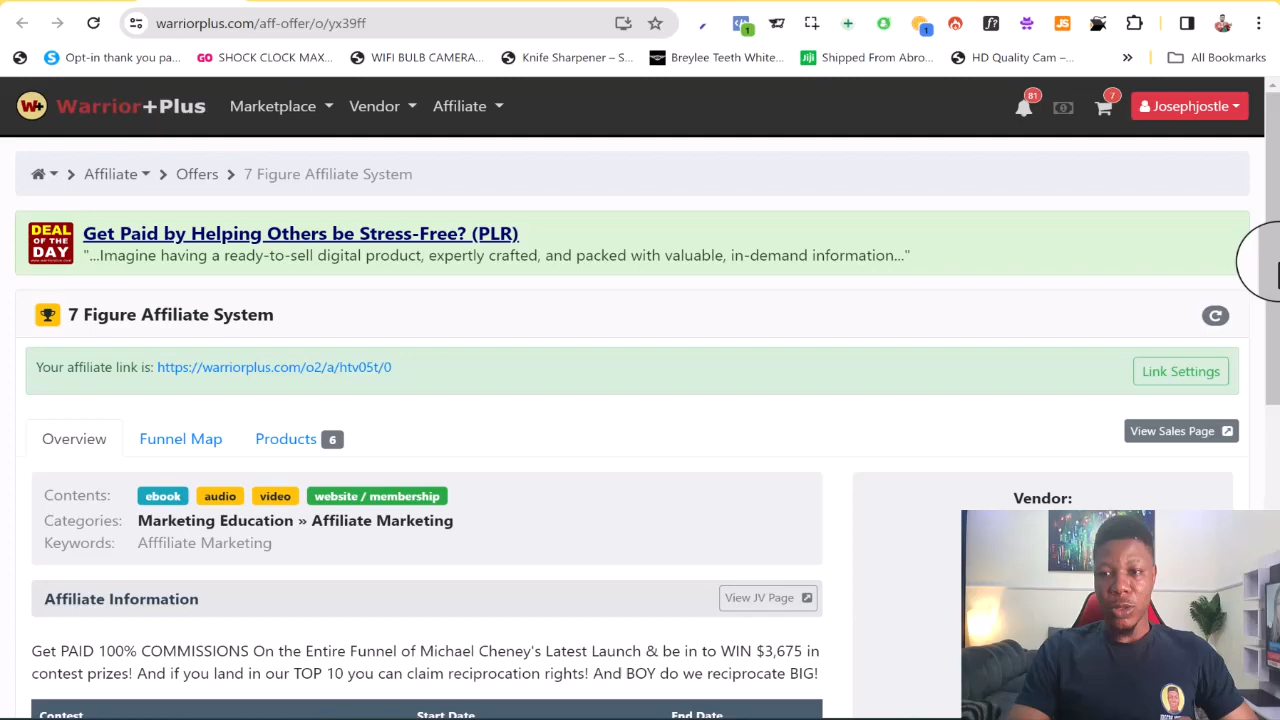 warriorplus.com/aff-offer/o/yx39ff
1
1
Opt-in thank you pa...
GO SHOCK CLOCK MAX...
WIFI BULB CAMERA...
Knife Sharpener – S...
Breylee Teeth White...
Jiji Shipped From Abro...
HD Quality Cam –...
»
All Bookmarks
W+ Warrior+Plus
Marketplace
Vendor
Affiliate
81
7
Josephjostle
Affiliate
Offers
7 Figure Affiliate System
DEAL
OF THE
DAY
Get Paid by Helping Others be Stress-Free? (PLR)
"...Imagine having a ready-to-sell digital product, expertly crafted, and packed with valuable, in-demand information..."
7 Figure Affiliate System
Your affiliate link is: https://warriorplus.com/o2/a/htv05t/0
Link Settings
Overview
Funnel Map
Products 6
View Sales Page
Contents: ebook audio video website / membership
Categories: Marketing Education » Affiliate Marketing
Keywords: Afffiliate Marketing
Vendor:
Affiliate Information
View JV Page
Get PAID 100% COMMISSIONS On the Entire Funnel of Michael Cheney's Latest Launch & be in to WIN $3,675 in
contest prizes! And if you land in our TOP 10 you can claim reciprocation rights! And BOY do we reciprocate BIG!
Contest
Start Date
End Date